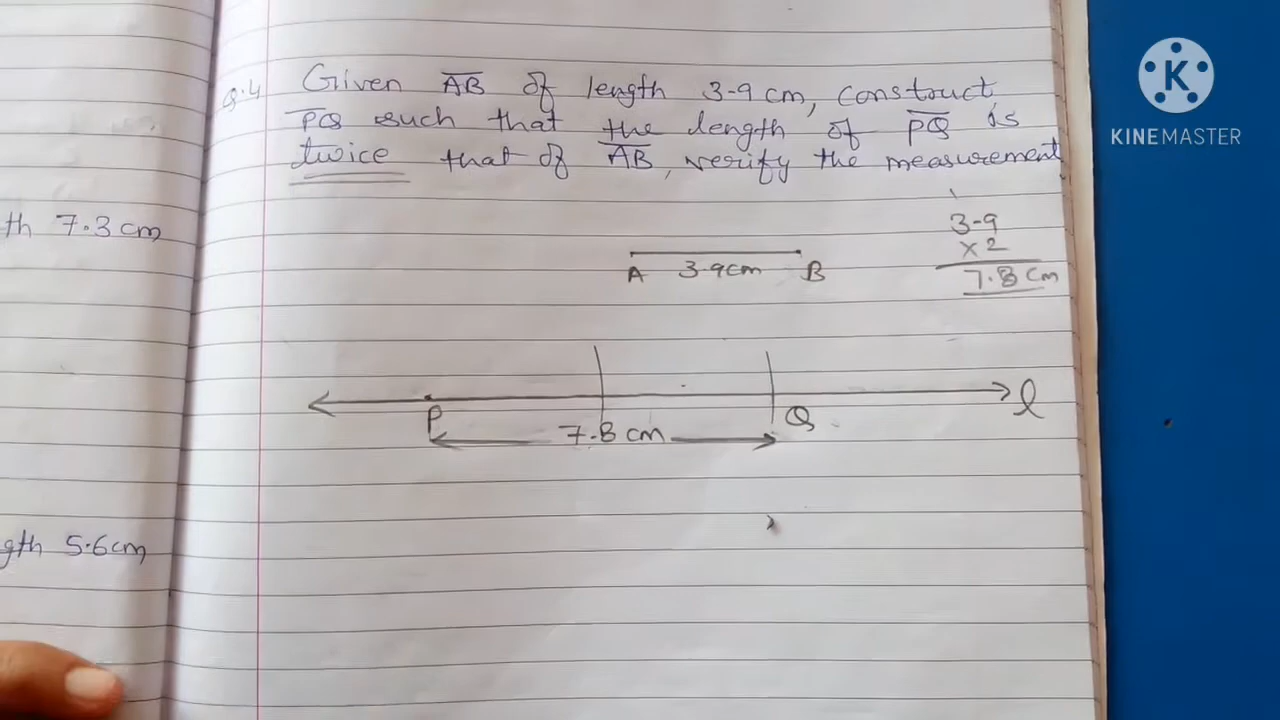 Q.4 Given AB of length 3.9 cm, construct
PQ such that the length of PQ is
twice that of AB, verify the measurement
th 7.3 cm
3.9
×2
7.8 cm
A 3.9cm B
P Q l
7.8 cm
gth 5.6cm
K
KINEMASTER